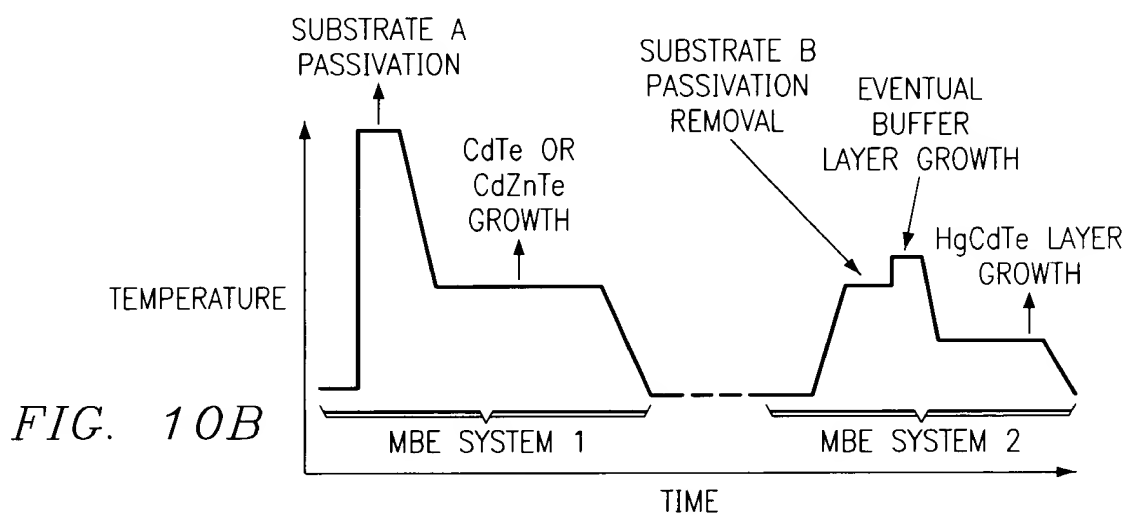 SUBSTRATE A
PASSIVATION
CdTe OR
CdZnTe
GROWTH
SUBSTRATE B
PASSIVATION
REMOVAL
EVENTUAL
BUFFER
LAYER GROWTH
HgCdTe LAYER
GROWTH
TEMPERATURE
FIG. 10B
MBE SYSTEM 1
MBE SYSTEM 2
TIME